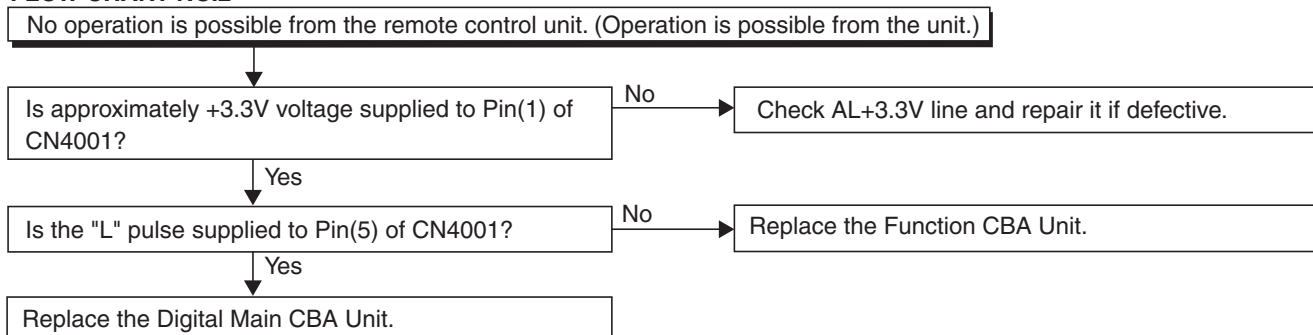 No operation is possible from the remote control unit. (Operation is possible from the unit.)
Is approximately +3.3V voltage supplied to Pin(1) of
CN4001?
No
Check AL+3.3V line and repair it if defective.
Yes
Is the "L" pulse supplied to Pin(5) of CN4001?
No
Replace the Function CBA Unit.
Yes
Replace the Digital Main CBA Unit.